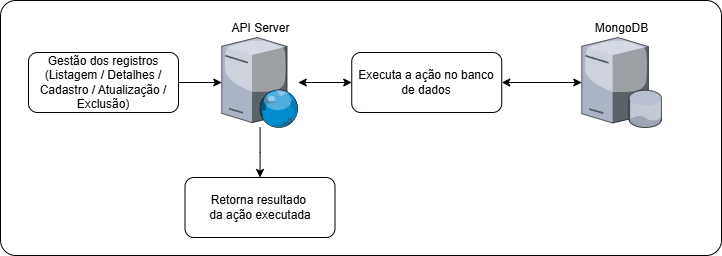 API Server
MongoDB
Gestão dos registros
(Listagem / Detalhes /
Cadastro / Atualização /
Exclusão)
Executa a ação no banco
de dados
Retorna resultado
da ação executada